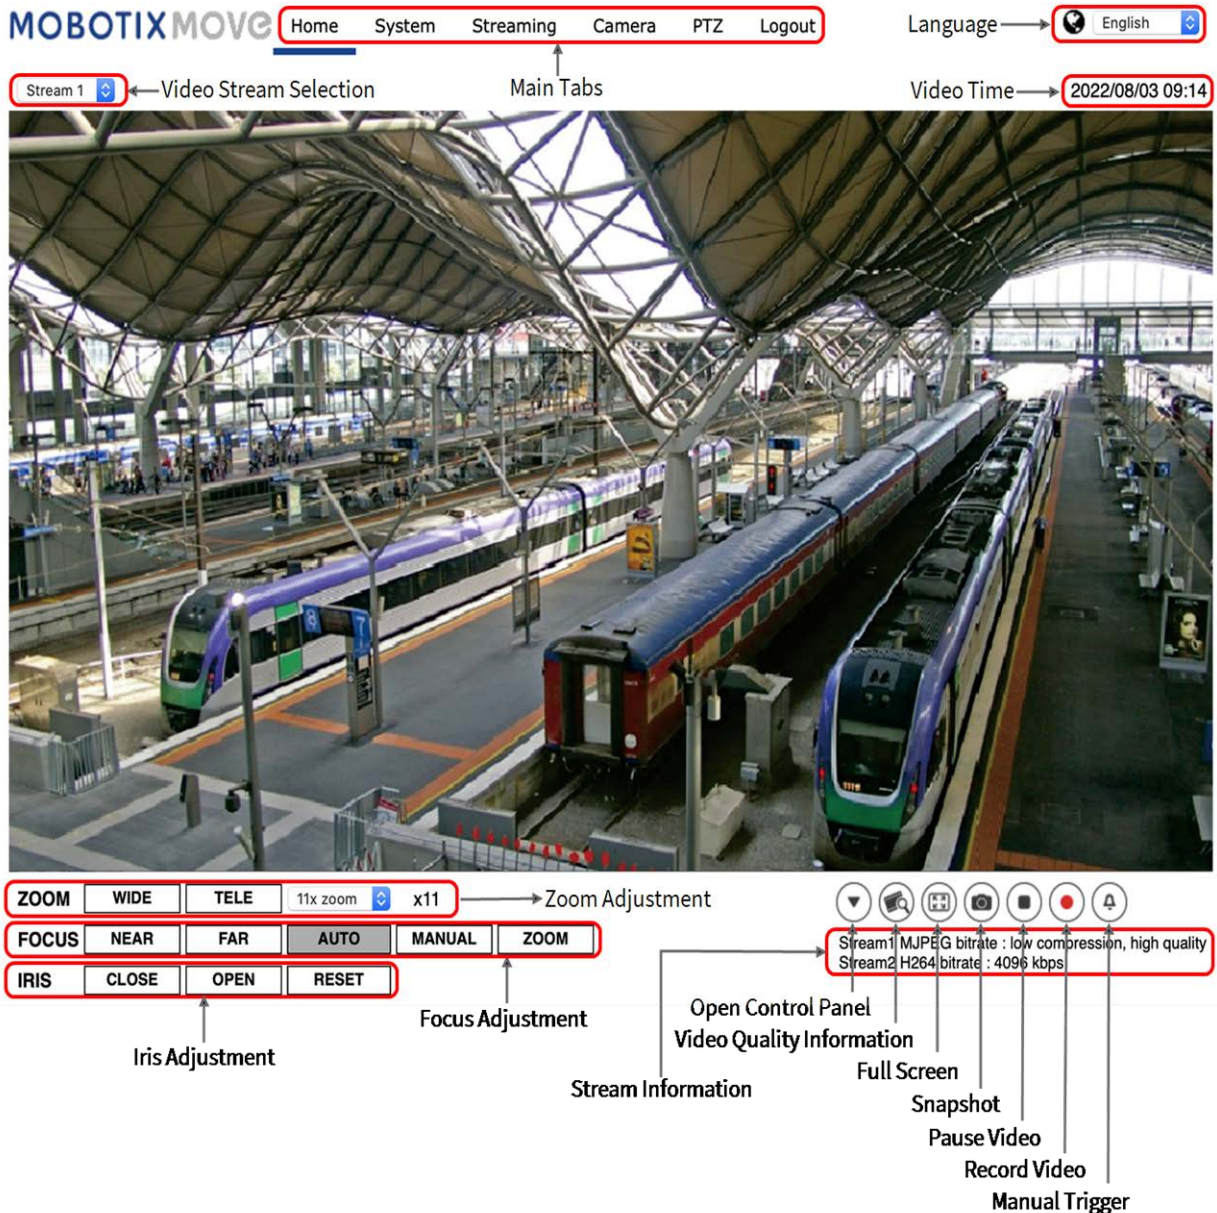 MOBOTIX MOVE Home System Streaming Camera PTZ Logout Language English
Stream 1 Video Stream Selection Main Tabs Video Time 2022/08/03 09:14
8 7
ZOOM WIDE TELE 11x zoom x11 Zoom Adjustment
FOCUS NEAR FAR AUTO MANUAL ZOOM
IRIS CLOSE OPEN RESET
Stream1 MJPEG bitrate : low compression, high quality
Stream2 H264 bitrate : 4096 kbps
Open Control Panel
Focus Adjustment
Video Quality Information
Iris Adjustment
Full Screen
Stream Information
Snapshot
Pause Video
Record Video
Manual Trigger